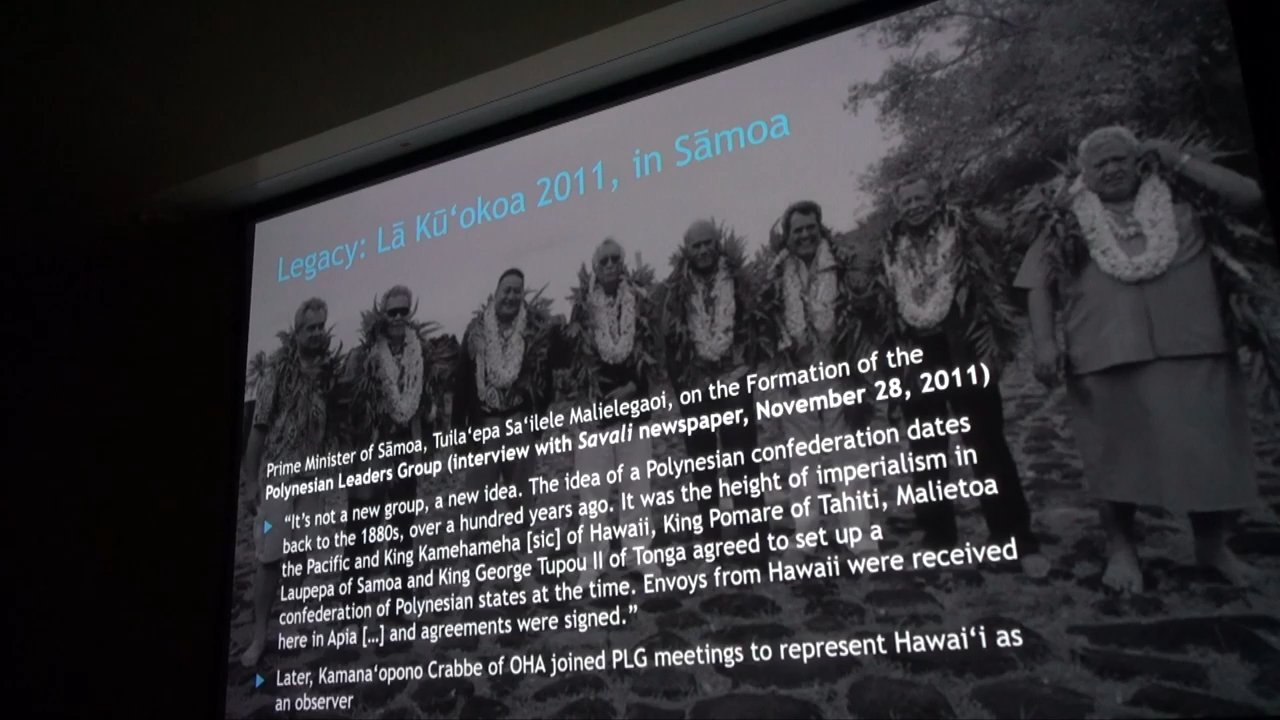 Legacy: Lā Kūʻokoa 2011, in Sāmoa
Prime Minister of Sāmoa, Tuilaʻepa Saʻilele Malielegaoi, on the Formation of the
Polynesian Leaders Group (interview with Savali newspaper, November 28, 2011)
“It’s not a new group, a new idea. The idea of a Polynesian confederation dates
back to the 1880s, over a hundred years ago. It was the height of imperialism in
the Pacific and King Kamehameha [sic] of Hawaii, King Pomare of Tahiti, Malietoa
Laupepa of Samoa and King George Tupou II of Tonga agreed to set up a
confederation of Polynesian states at the time. Envoys from Hawaii were received
here in Apia […] and agreements were signed.”
Later, Kamanaʻopono Crabbe of OHA joined PLG meetings to represent Hawaiʻi as
an observer